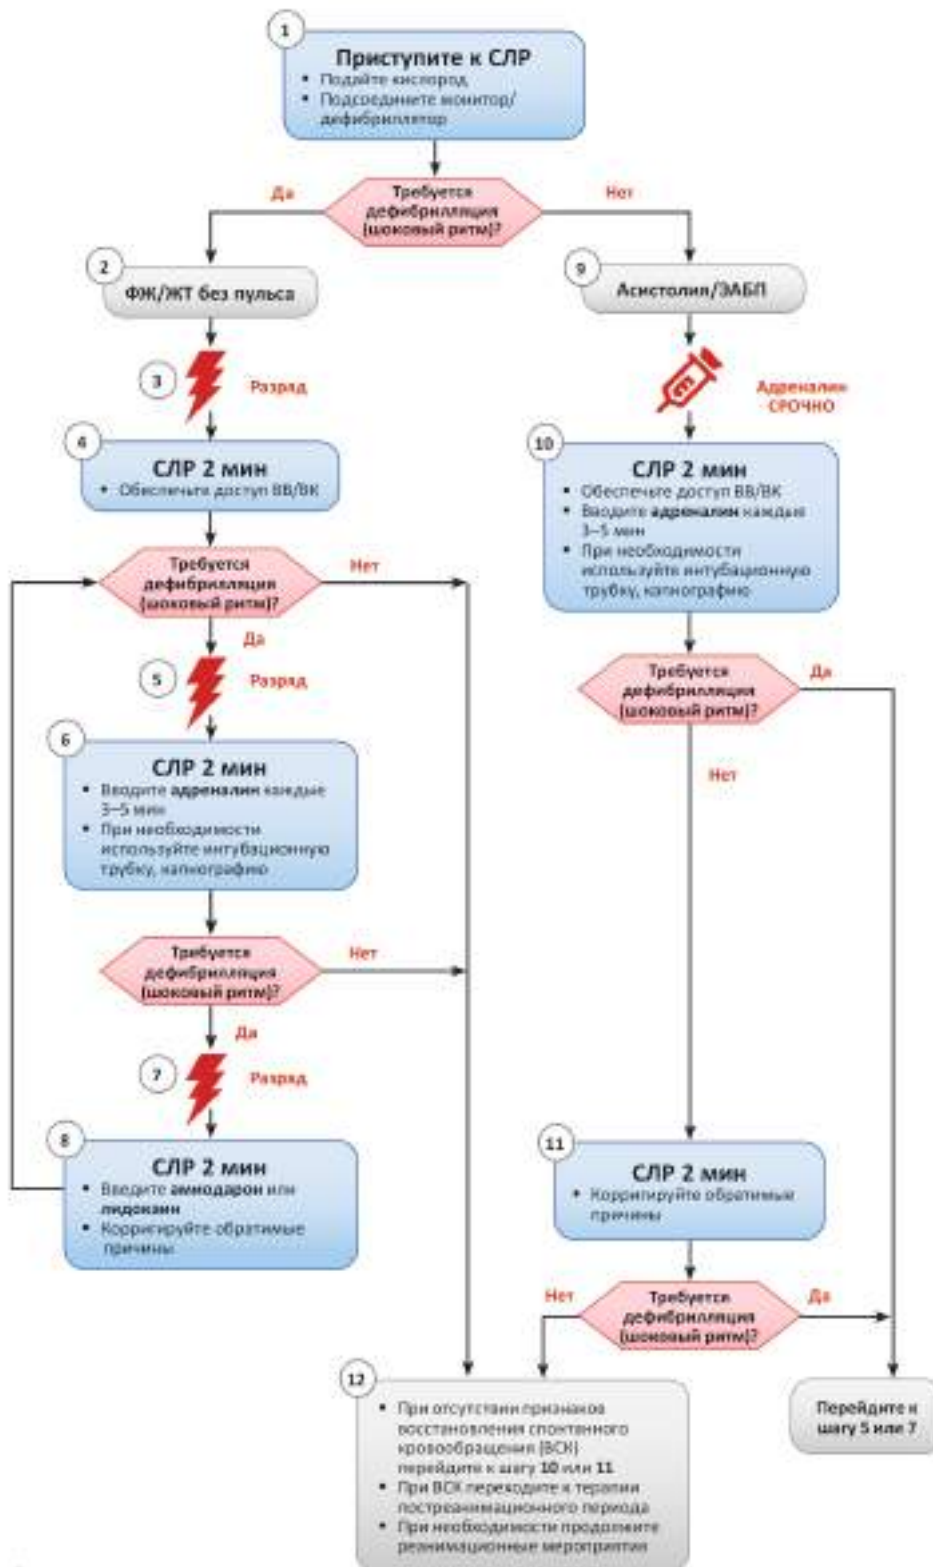 1
Приступите к СЛР
• Подайте кислород
• Подсоедините монитор/
дефибриллятор
Требуется
дефибрилляция
(шоковый ритм)?
Да
Нет
2
ФЖ/ЖТ без пульса
3
Разряд
4
СЛР 2 мин
• Обеспечьте доступ ВВ/ВК
Требуется
дефибрилляция
(шоковый ритм)?
Нет
Да
5
Разряд
6
СЛР 2 мин
• Вводите адреналин каждые
3–5 мин
• При необходимости
используйте интубационную
трубку, капнографию
Требуется
дефибрилляция
(шоковый ритм)?
Нет
Да
7
Разряд
8
СЛР 2 мин
• Введите амиодарон или
лидокаин
• Корригируйте обратимые
причины
9
Асистолия/ЭАБП
Адреналин
СРОЧНО
10
СЛР 2 мин
• Обеспечьте доступ ВВ/ВК
• Вводите адреналин каждые
3–5 мин
• При необходимости
используйте интубационную
трубку, капнографию
Требуется
дефибрилляция
(шоковый ритм)?
Да
Нет
11
СЛР 2 мин
• Корригируйте обратимые
причины
Требуется
дефибрилляция
(шоковый ритм)?
Нет
Да
12
• При отсутствии признаков
восстановления спонтанного
кровообращения (ВСК)
перейдите к шагу 10 или 11
• При ВСК переходите к терапии
постреанимационного периода
• При необходимости продолжите
реанимационные мероприятия
Перейдите к
шагу 5 или 7